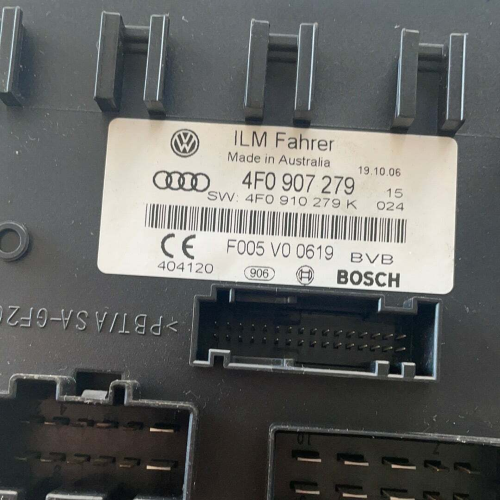 ILM Fahrer
Made in Australia
19.10.06
4F0 907 279
15
SW: 4F0 910 279 K
024
CE
F005 V0 0619
BVB
404120
906
BOSCH
>PBT/ASA-GF20